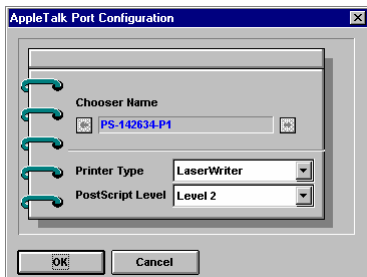 AppleTalk Port Configuration
Chooser Name
PS-142634-P1
Printer Type LaserWriter
PostScript Level Level 2
OK Cancel